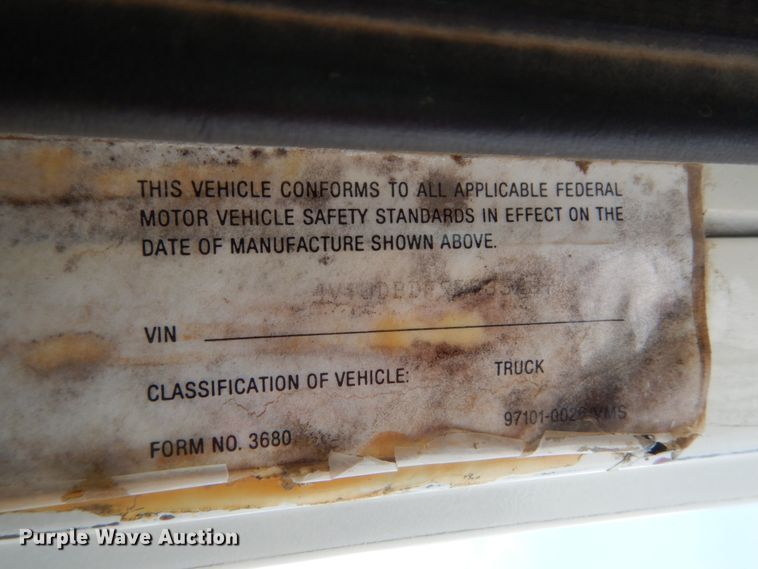 THIS VEHICLE CONFORMS TO ALL APPLICABLE FEDERAL
MOTOR VEHICLE SAFETY STANDARDS IN EFFECT ON THE
DATE OF MANUFACTURE SHOWN ABOVE.
VIN
CLASSIFICATION OF VEHICLE: TRUCK
FORM NO. 3680
Purple Wave Auction